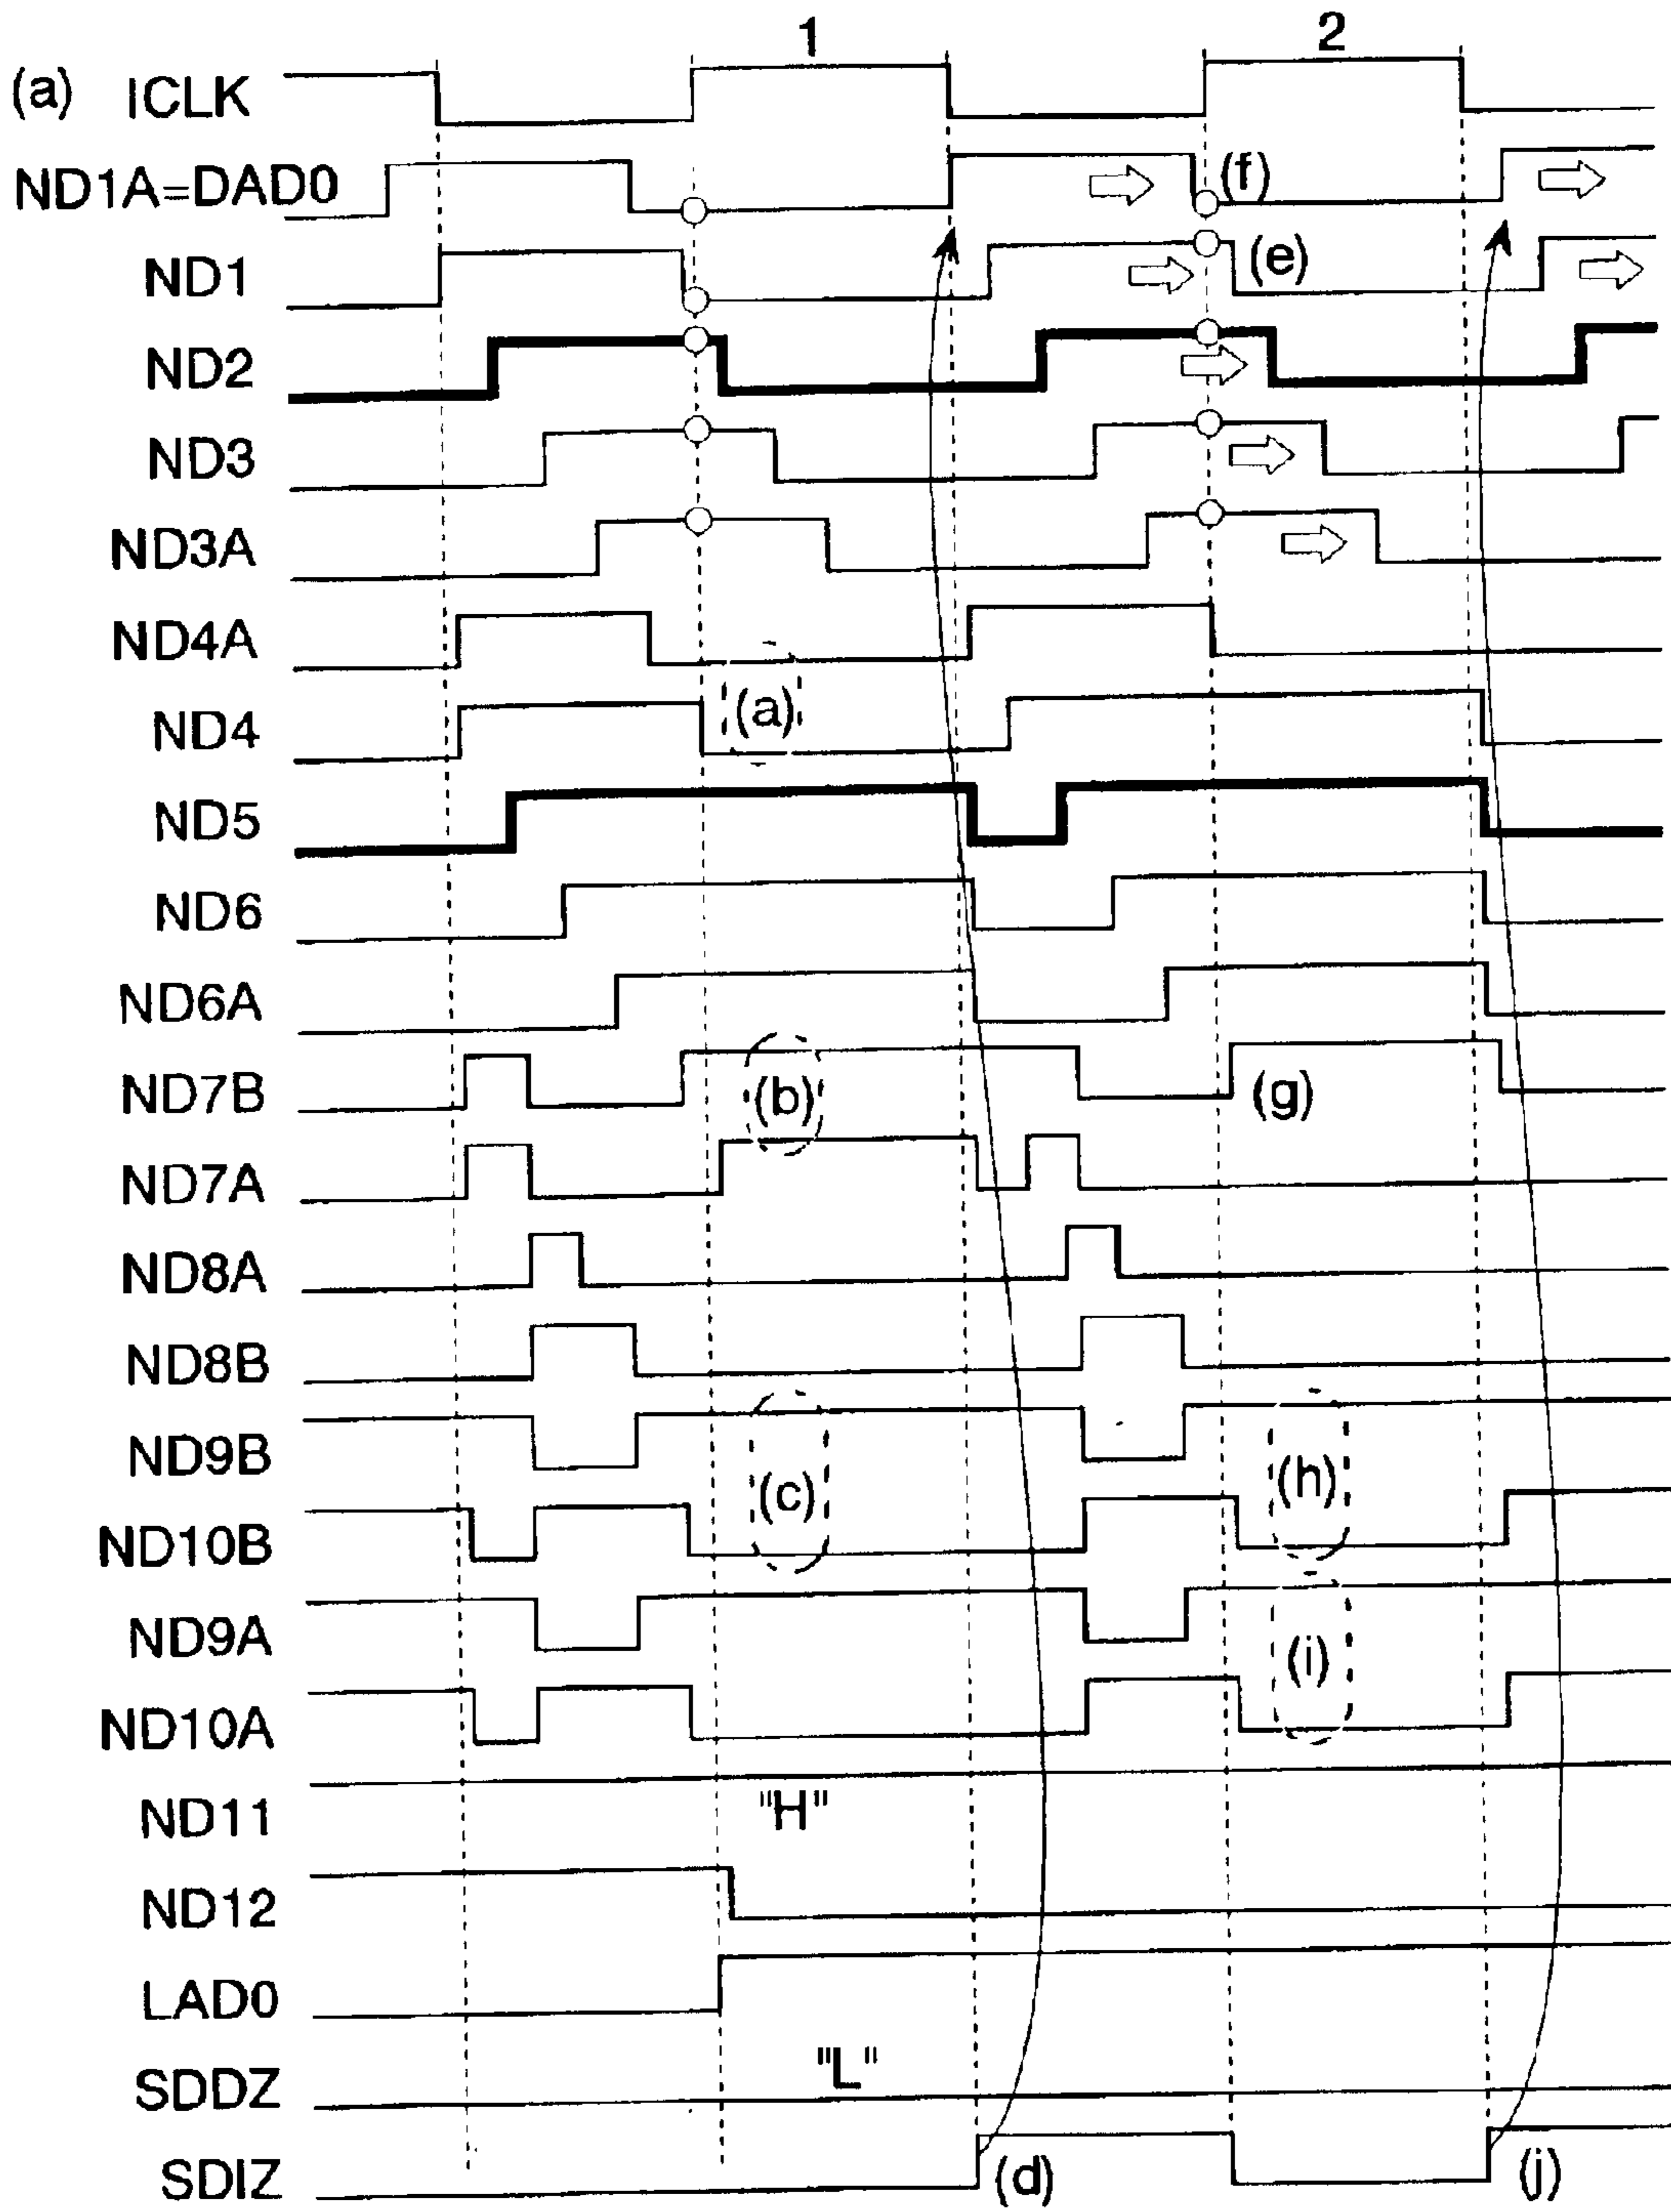 1 2
(a) ICLK
ND1A=DAD0 (f)
ND1 (e)
ND2
ND3
ND3A
ND4A
ND4 (a)
ND5
ND6
ND6A
ND7B (b) (g)
ND7A
ND8A
ND8B
ND9B (c) (h)
ND10B
ND9A (i)
ND10A
ND11 "H"
ND12
LAD0
SDDZ "L"
SDIZ (d) (j)